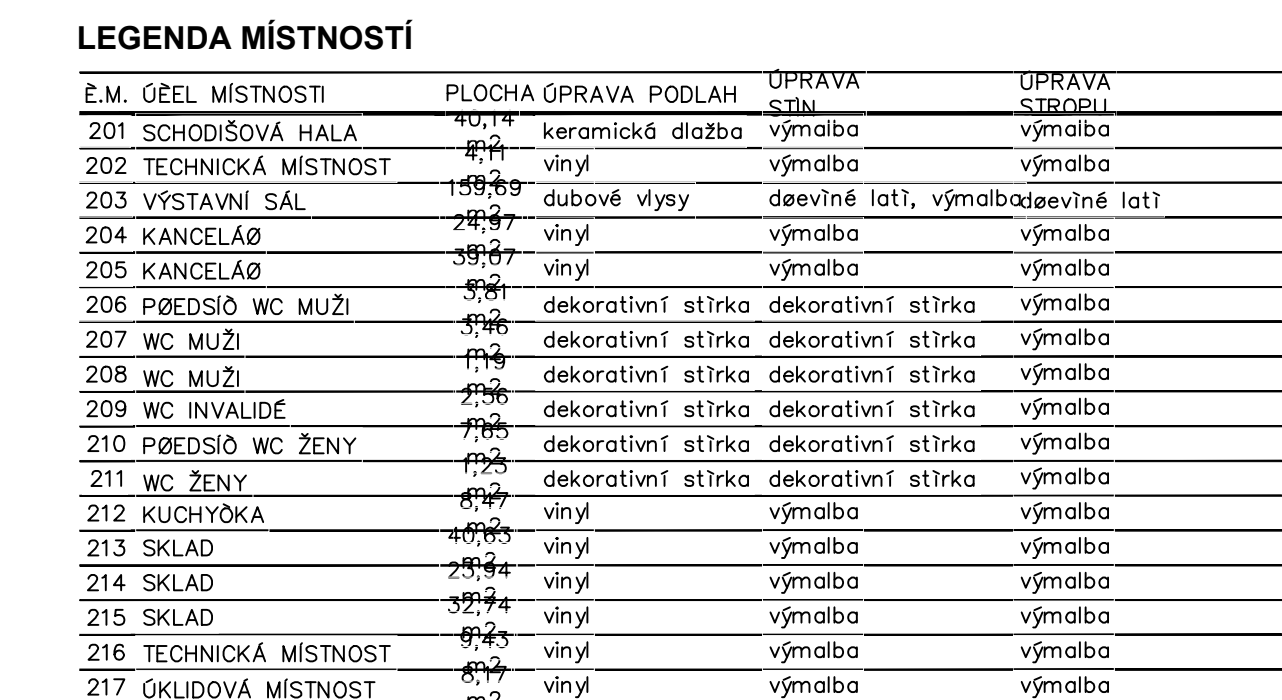 LEGENDA MÍSTNOSTÍ
È.M. ÚÈEL MÍSTNOSTI PLOCHA ÚPRAVA PODLAH ÚPRAVA STÌN ÚPRAVA STROPU
201 SCHODIŠOVÁ HALA 40,14 m2 keramická dlažba výmalba výmalba
202 TECHNICKÁ MÍSTNOST 4,11 m2 vinyl výmalba výmalba
203 VÝSTAVNÍ SÁL 159,69 m2 dubové vlysy døevìné latì, výmalba døevìné latì
204 KANCELÁØ 24,97 m2 vinyl výmalba výmalba
205 KANCELÁØ 39,07 m2 vinyl výmalba výmalba
206 PØEDSÍÒ WC MUŽI 3,81 m2 dekorativní stìrka dekorativní stìrka výmalba
207 WC MUŽI 3,46 m2 dekorativní stìrka dekorativní stìrka výmalba
208 WC MUŽI 1,19 m2 dekorativní stìrka dekorativní stìrka výmalba
209 WC INVALIDÉ 2,56 m2 dekorativní stìrka dekorativní stìrka výmalba
210 PØEDSÍÒ WC ŽENY 7,65 m2 dekorativní stìrka dekorativní stìrka výmalba
211 WC ŽENY 1,23 m2 dekorativní stìrka dekorativní stìrka výmalba
212 KUCHYÒKA 8,47 m2 vinyl výmalba výmalba
213 SKLAD 40,63 m2 vinyl výmalba výmalba
214 SKLAD 23,94 m2 vinyl výmalba výmalba
215 SKLAD 32,74 m2 vinyl výmalba výmalba
216 TECHNICKÁ MÍSTNOST 9,43 m2 vinyl výmalba výmalba
217 ÚKLIDOVÁ MÍSTNOST 8,17 m2 vinyl výmalba výmalba